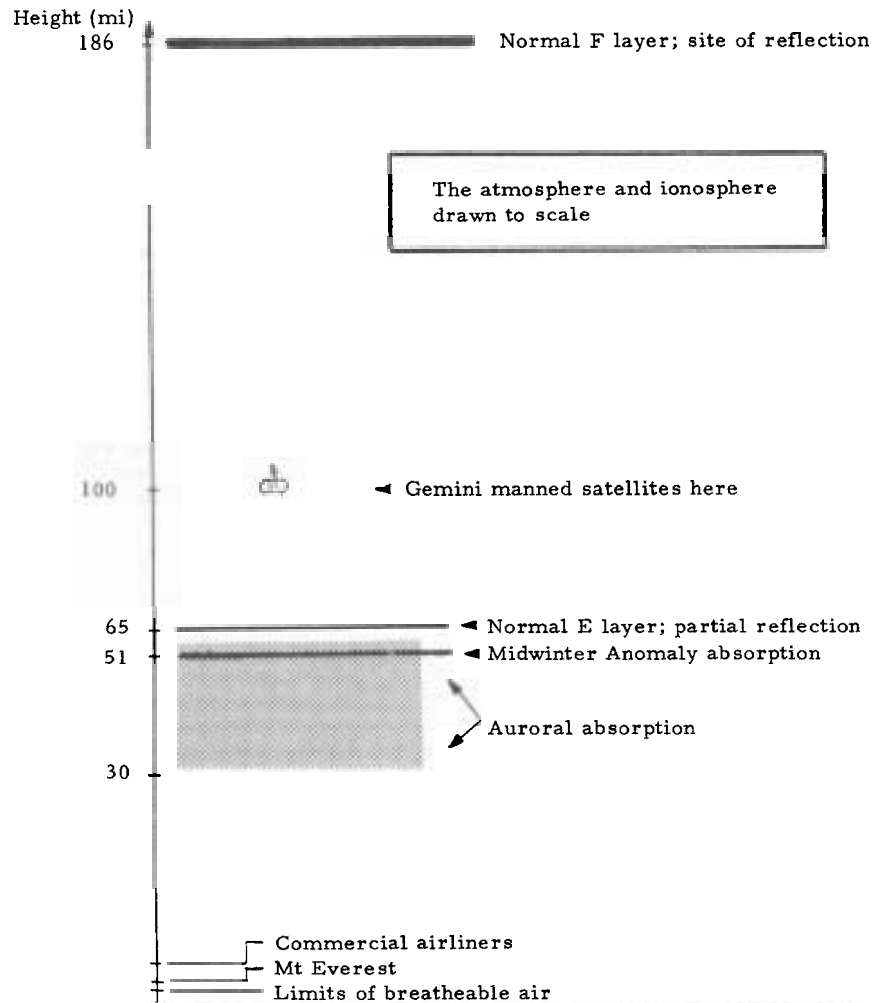 Height (mi)
186
Normal F layer; site of reflection
The atmosphere and ionosphere
drawn to scale
100
Gemini manned satellites here
65
Normal E layer; partial reflection
51
Midwinter Anomaly absorption
Auroral absorption
30
Commercial airliners
Mt Everest
Limits of breatheable air